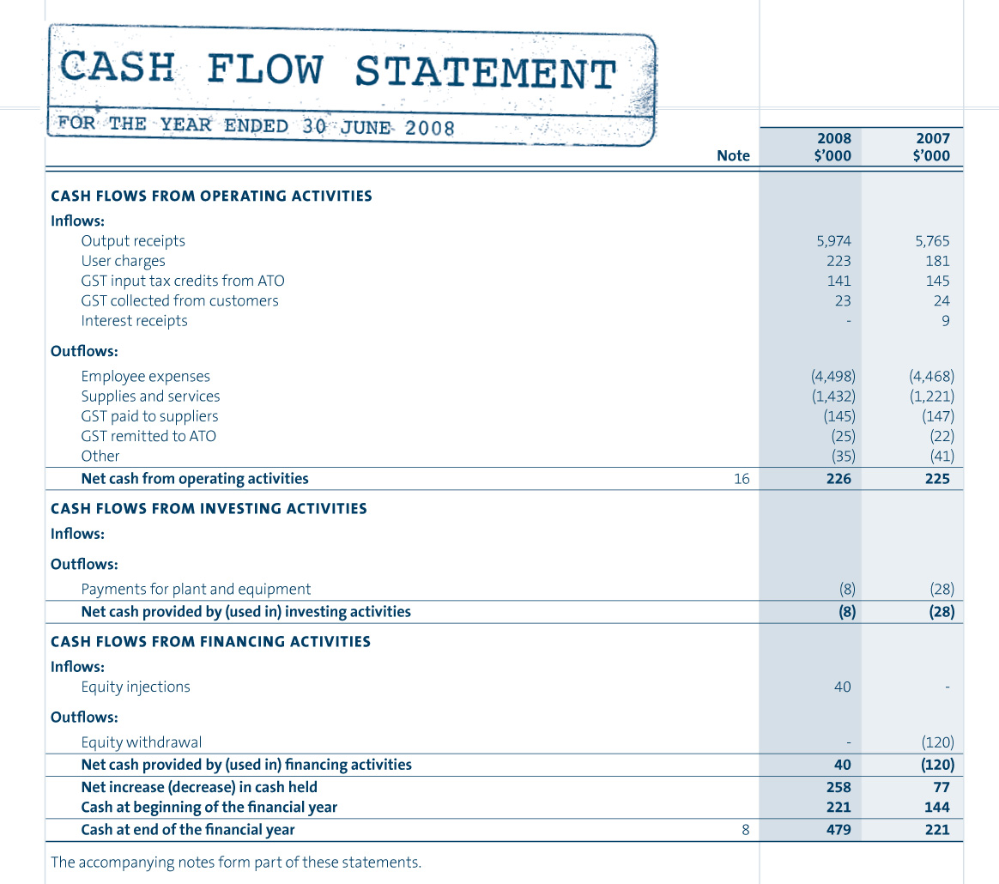 CASH FLOW STATEMENT
FOR THE YEAR ENDED 30 JUNE 2008
2008 2007
Note $’000 $’000
CASH FLOWS FROM OPERATING ACTIVITIES
Inflows:
Output receipts 5,974 5,765
User charges 223 181
GST input tax credits from ATO 141 145
GST collected from customers 23 24
Interest receipts - 9
Outflows:
Employee expenses (4,498) (4,468)
Supplies and services (1,432) (1,221)
GST paid to suppliers (145) (147)
GST remitted to ATO (25) (22)
Other (35) (41)
Net cash from operating activities 16 226 225
CASH FLOWS FROM INVESTING ACTIVITIES
Inflows:
Outflows:
Payments for plant and equipment (8) (28)
Net cash provided by (used in) investing activities (8) (28)
CASH FLOWS FROM FINANCING ACTIVITIES
Inflows:
Equity injections 40 -
Outflows:
Equity withdrawal - (120)
Net cash provided by (used in) financing activities 40 (120)
Net increase (decrease) in cash held 258 77
Cash at beginning of the financial year 221 144
Cash at end of the financial year 8 479 221
The accompanying notes form part of these statements.